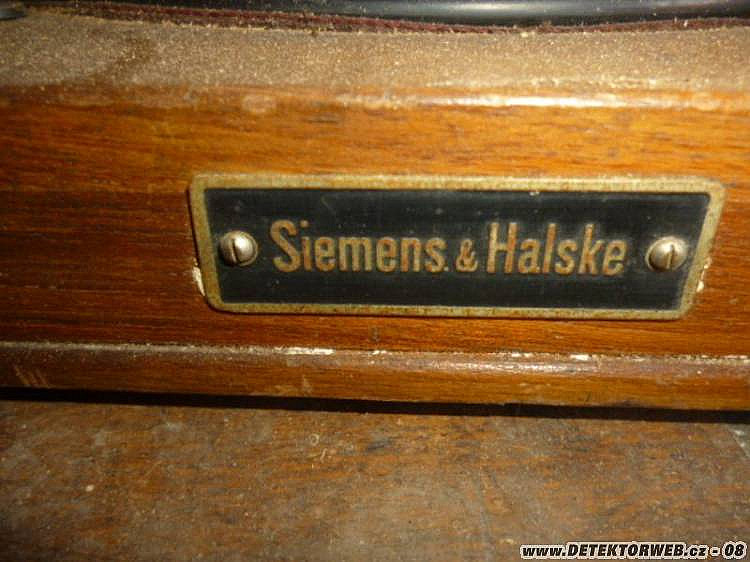 Siemens & Halske
www.DETEKTORWEB.cz - 08